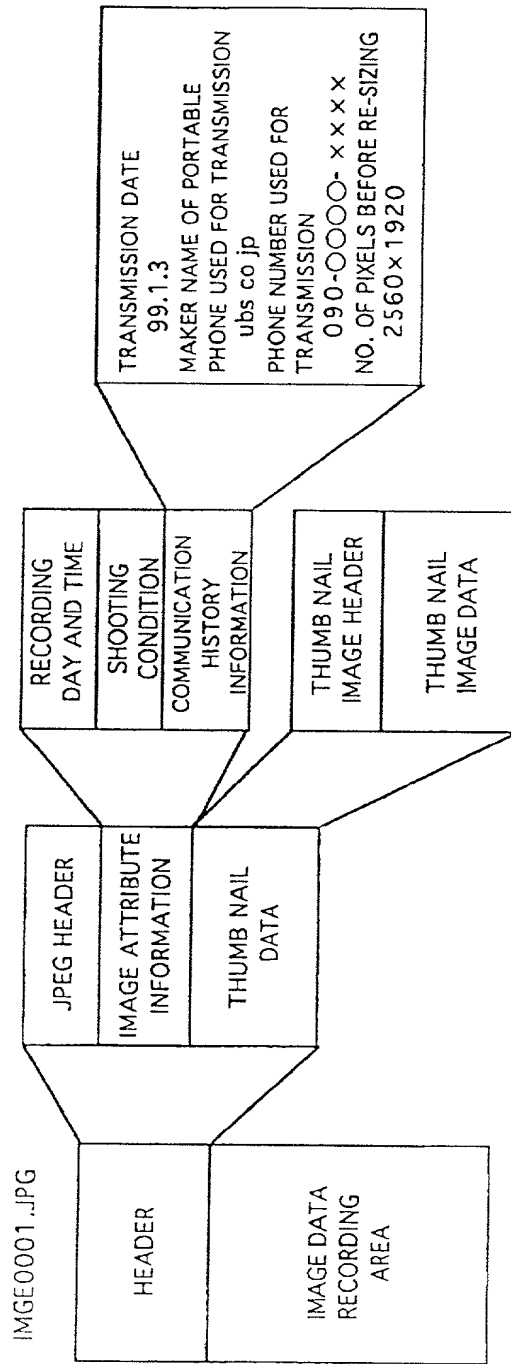 IMGE0001.JPG
HEADER
IMAGE DATA
RECORDING
AREA
JPEG HEADER
IMAGE ATTRIBUTE
INFORMATION
THUMB NAIL
DATA
RECORDING
DAY AND TIME
SHOOTING
CONDITION
COMMUNICATION
HISTORY
INFORMATION
THUMB NAIL
IMAGE HEADER
THUMB NAIL
IMAGE DATA
TRANSMISSION DATE
99.1.3
MAKER NAME OF PORTABLE
PHONE USED FOR TRANSMISSION
ubs co jp
PHONE NUMBER USED FOR
TRANSMISSION
090-○○○○-××××
NO. OF PIXELS BEFORE RE-SIZING
2560×1920